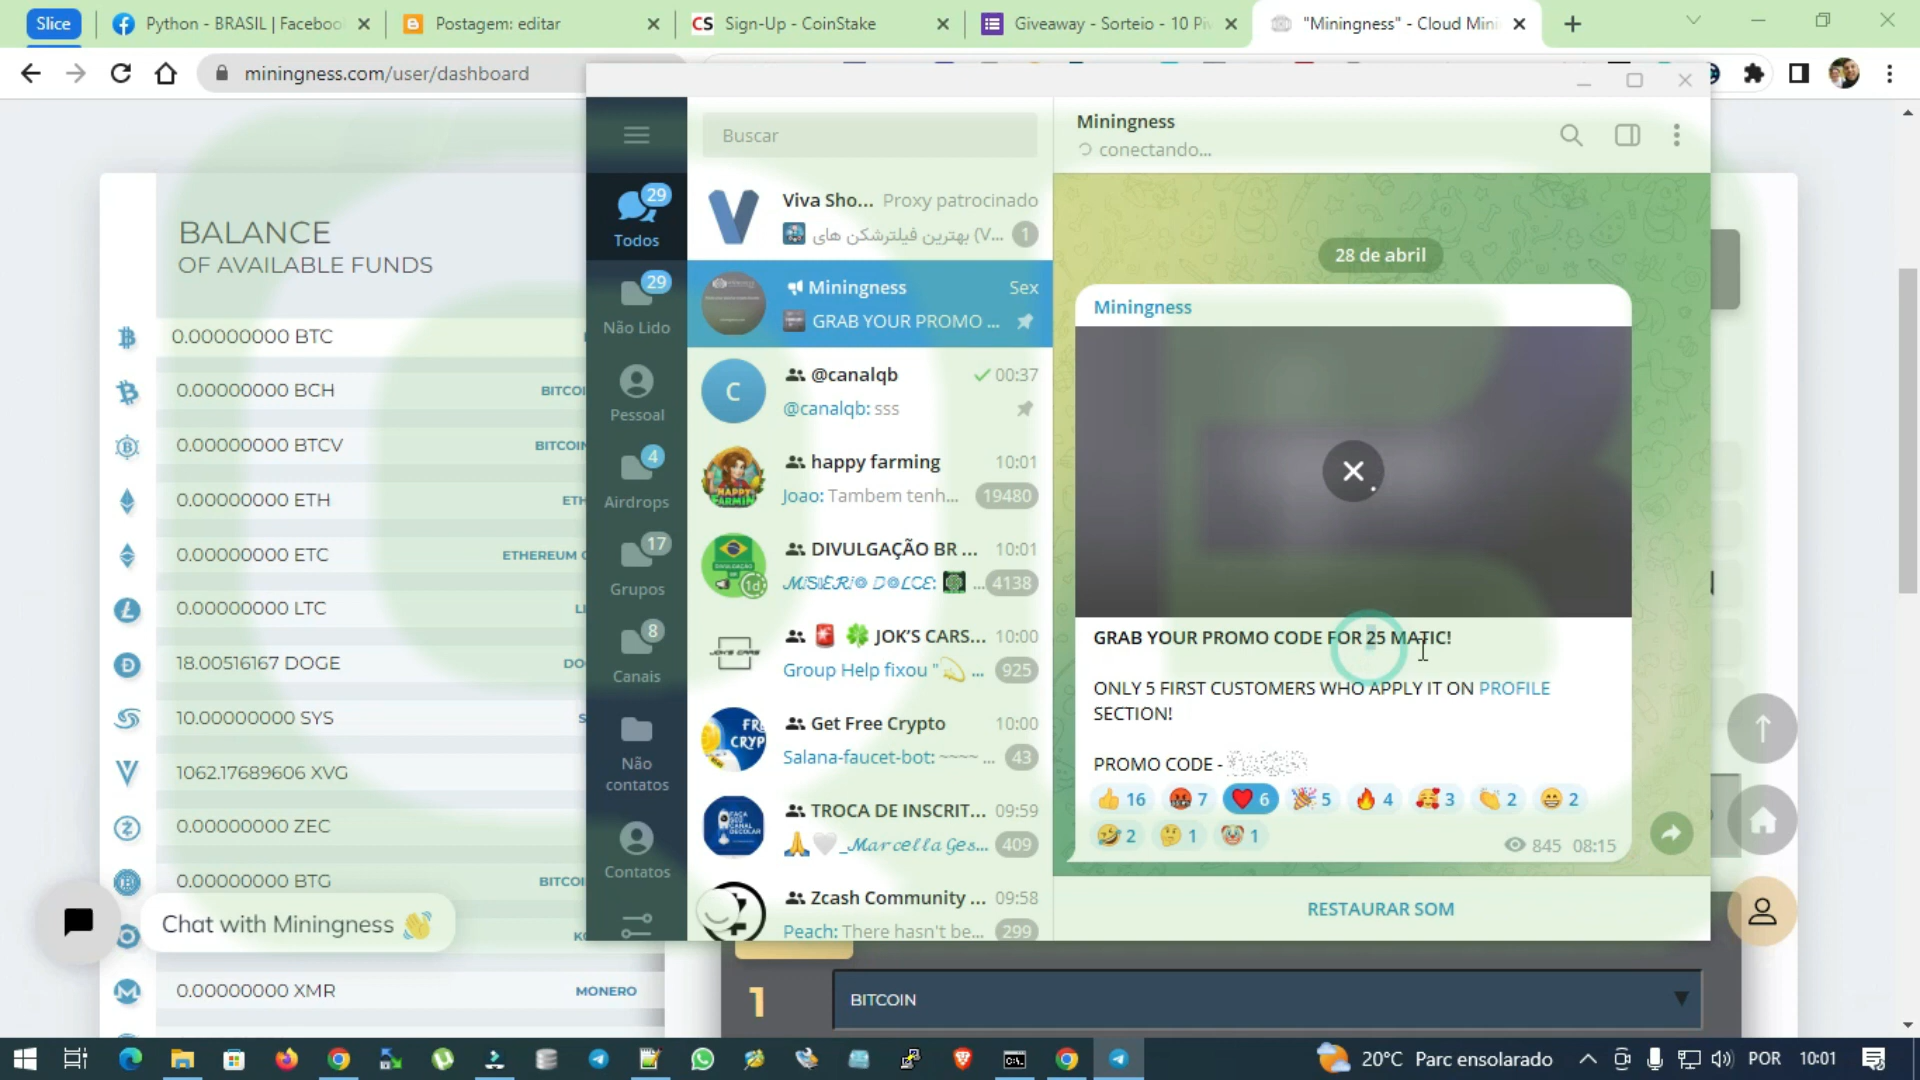 Slice
Python - BRASIL | Faceboo
Postagem: editar
CS Sign-Up - CoinStake
Giveaway - Sorteio - 10 Pi
"Miningness" - Cloud Mini
miningness.com/user/dashboard
BALANCE
OF AVAILABLE FUNDS
0.00000000 BTC
0.00000000 BCH BITCOI
0.00000000 BTCV BITCOIN
0.00000000 ETH ETH
0.00000000 ETC ETHEREUM C
0.00000000 LTC LI
18.00516167 DOGE DO
10.00000000 SYS S
1062.17689606 XVG
0.00000000 ZEC
0.00000000 BTG BITCOI
KO
0.00000000 XMR MONERO
Chat with Miningness
29
Todos
29
Não Lido
Pessoal
4
Airdrops
17
Grupos
8
Canais
Não
contatos
Contatos
Buscar
Viva Sho... Proxy patrocinado
بهترین فیلترشکن های (V... 1
Miningness Sex
GRAB YOUR PROMO ...
C
@canalqb 00:37
@canalqb: sss
happy farming 10:01
Joao: Tambem tenh... 19480
DIVULGAÇÃO BR ... 10:01
1d
MISÉRI⊙ D⊙LCE: ... 4138
JOK'S CARS... 10:00
Group Help fixou " ... 925
Get Free Crypto 10:00
Salana-faucet-bot: ~~~~ ... 43
TROCA DE INSCRIT... 09:59
_Marcella Ges... 409
Zcash Community ... 09:58
Peach: There hasn't be... 299
Miningness
conectando...
28 de abril
Miningness
GRAB YOUR PROMO CODE FOR 25 MATIC!
ONLY 5 FIRST CUSTOMERS WHO APPLY IT ON PROFILE
SECTION!
PROMO CODE -
16 7 6 5 4 3 2 2
2 1 1
845 08:15
RESTAURAR SOM
1 BITCOIN
20°C Parc ensolarado POR 10:01